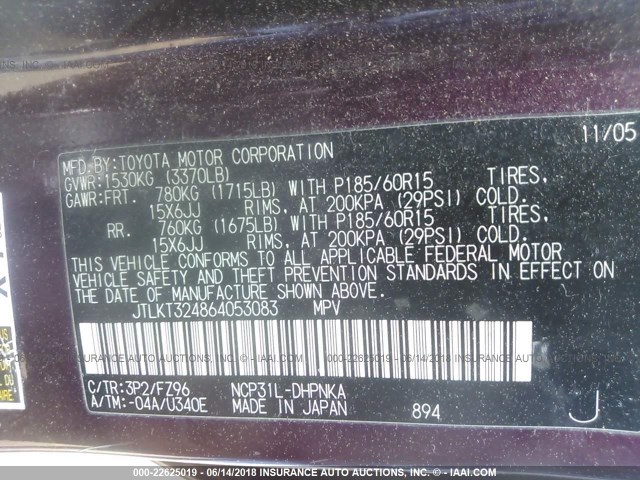 11/05
MFD.BY:TOYOTA MOTOR CORPORATION
GVWR:1530KG (3370LB)
GAWR:FRT. 780KG (1715LB) WITH P185/60R15 TIRES,
15X6JJ RIMS, AT 200KPA (29PSI) COLD.
RR. 760KG (1675LB) WITH P185/60R15 TIRES,
15X6JJ RIMS, AT 200KPA (29PSI) COLD.
THIS VEHICLE CONFORMS TO ALL APPLICABLE FEDERAL MOTOR
VEHICLE SAFETY AND THEFT PREVENTION STANDARDS IN EFFECT ON
THE DATE OF MANUFACTURE SHOWN ABOVE.
JTLKT324864053083 MPV
C/TR:3P2/FZ96 NCP31L-DHPNKA
A/TM:-04A/U340E MADE IN JAPAN 894 J
000-22625019 - 06/14/2018 INSURANCE AUTO AUCTIONS - © - IAAI.COM